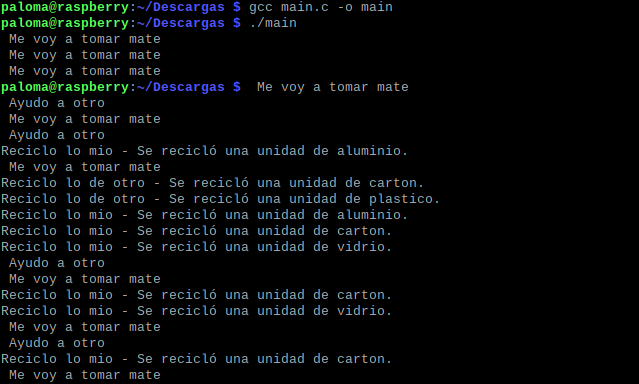 paloma@raspberry:~/Descargas $ gcc main.c -o main
paloma@raspberry:~/Descargas $ ./main
Me voy a tomar mate
Me voy a tomar mate
Me voy a tomar mate
paloma@raspberry:~/Descargas $  Me voy a tomar mate
Ayudo a otro
Me voy a tomar mate
Ayudo a otro
Reciclo lo mio - Se recicló una unidad de aluminio.
Me voy a tomar mate
Reciclo lo de otro - Se recicló una unidad de carton.
Reciclo lo de otro - Se recicló una unidad de plastico.
Reciclo lo mio - Se recicló una unidad de aluminio.
Reciclo lo mio - Se recicló una unidad de carton.
Reciclo lo mio - Se recicló una unidad de vidrio.
Ayudo a otro
Me voy a tomar mate
Reciclo lo mio - Se recicló una unidad de carton.
Reciclo lo mio - Se recicló una unidad de vidrio.
Me voy a tomar mate
Ayudo a otro
Reciclo lo mio - Se recicló una unidad de carton.
Me voy a tomar mate